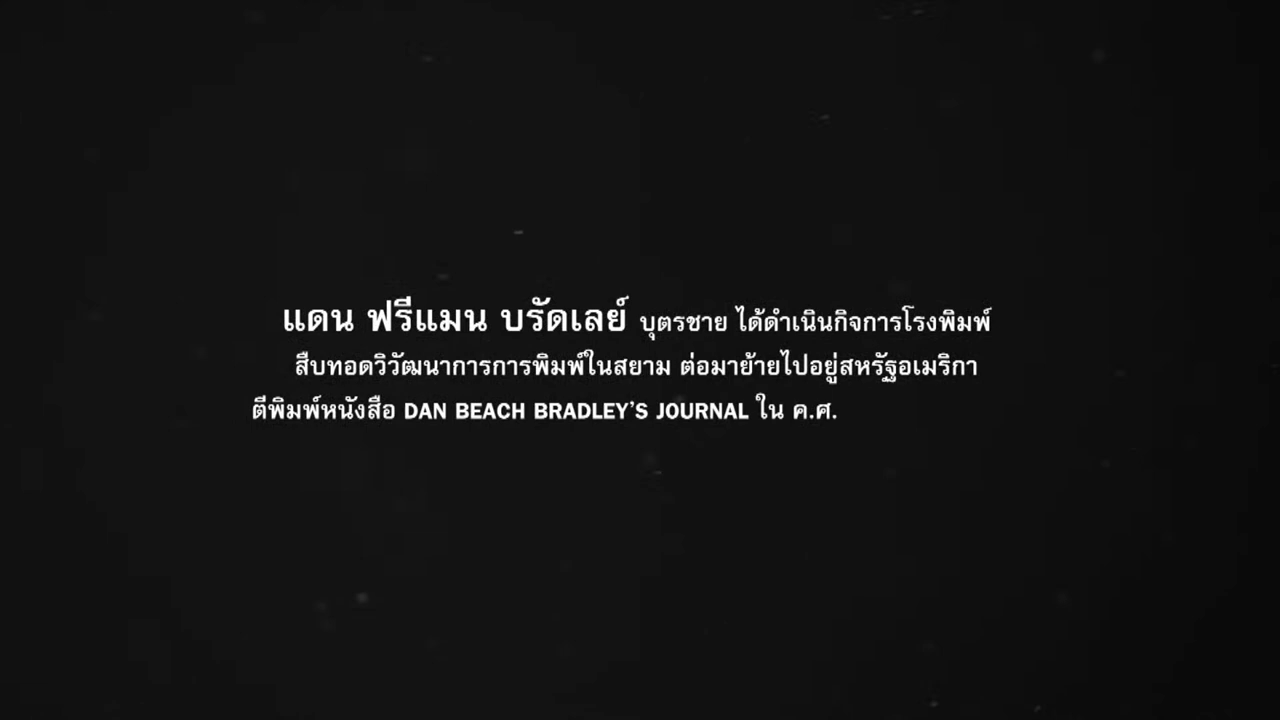 แดน ฟรีแมน บรัดเลย์ บุตรชาย ได้ดำเนินกิจการโรงพิมพ์
สืบทอดวิวัฒนาการการพิมพ์ในสยาม ต่อมาย้ายไปอยู่สหรัฐอเมริกา
ตีพิมพ์หนังสือ DAN BEACH BRADLEY'S JOURNAL ใน ค.ศ.